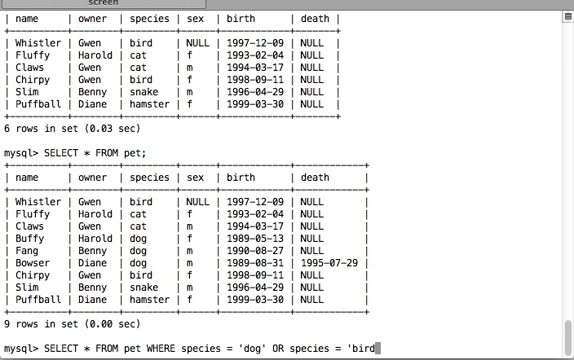 screen
| name | owner | species | sex | birth | death |
| Whistler | Gwen | bird | NULL | 1997-12-09 | NULL |
| Fluffy | Harold | cat | f | 1993-02-04 | NULL |
| Claws | Gwen | cat | m | 1994-03-17 | NULL |
| Chirpy | Gwen | bird | f | 1998-09-11 | NULL |
| Slim | Benny | snake | m | 1996-04-29 | NULL |
| Puffball | Diane | hamster | f | 1999-03-30 | NULL |
6 rows in set (0.03 sec)
mysql> SELECT * FROM pet;
| name | owner | species | sex | birth | death |
| Whistler | Gwen | bird | NULL | 1997-12-09 | NULL |
| Fluffy | Harold | cat | f | 1993-02-04 | NULL |
| Claws | Gwen | cat | m | 1994-03-17 | NULL |
| Buffy | Harold | dog | f | 1989-05-13 | NULL |
| Fang | Benny | dog | m | 1990-08-27 | NULL |
| Bowser | Diane | dog | m | 1989-08-31 | 1995-07-29 |
| Chirpy | Gwen | bird | f | 1998-09-11 | NULL |
| Slim | Benny | snake | m | 1996-04-29 | NULL |
| Puffball | Diane | hamster | f | 1999-03-30 | NULL |
9 rows in set (0.00 sec)
mysql> SELECT * FROM pet WHERE species = 'dog' OR species = 'bird